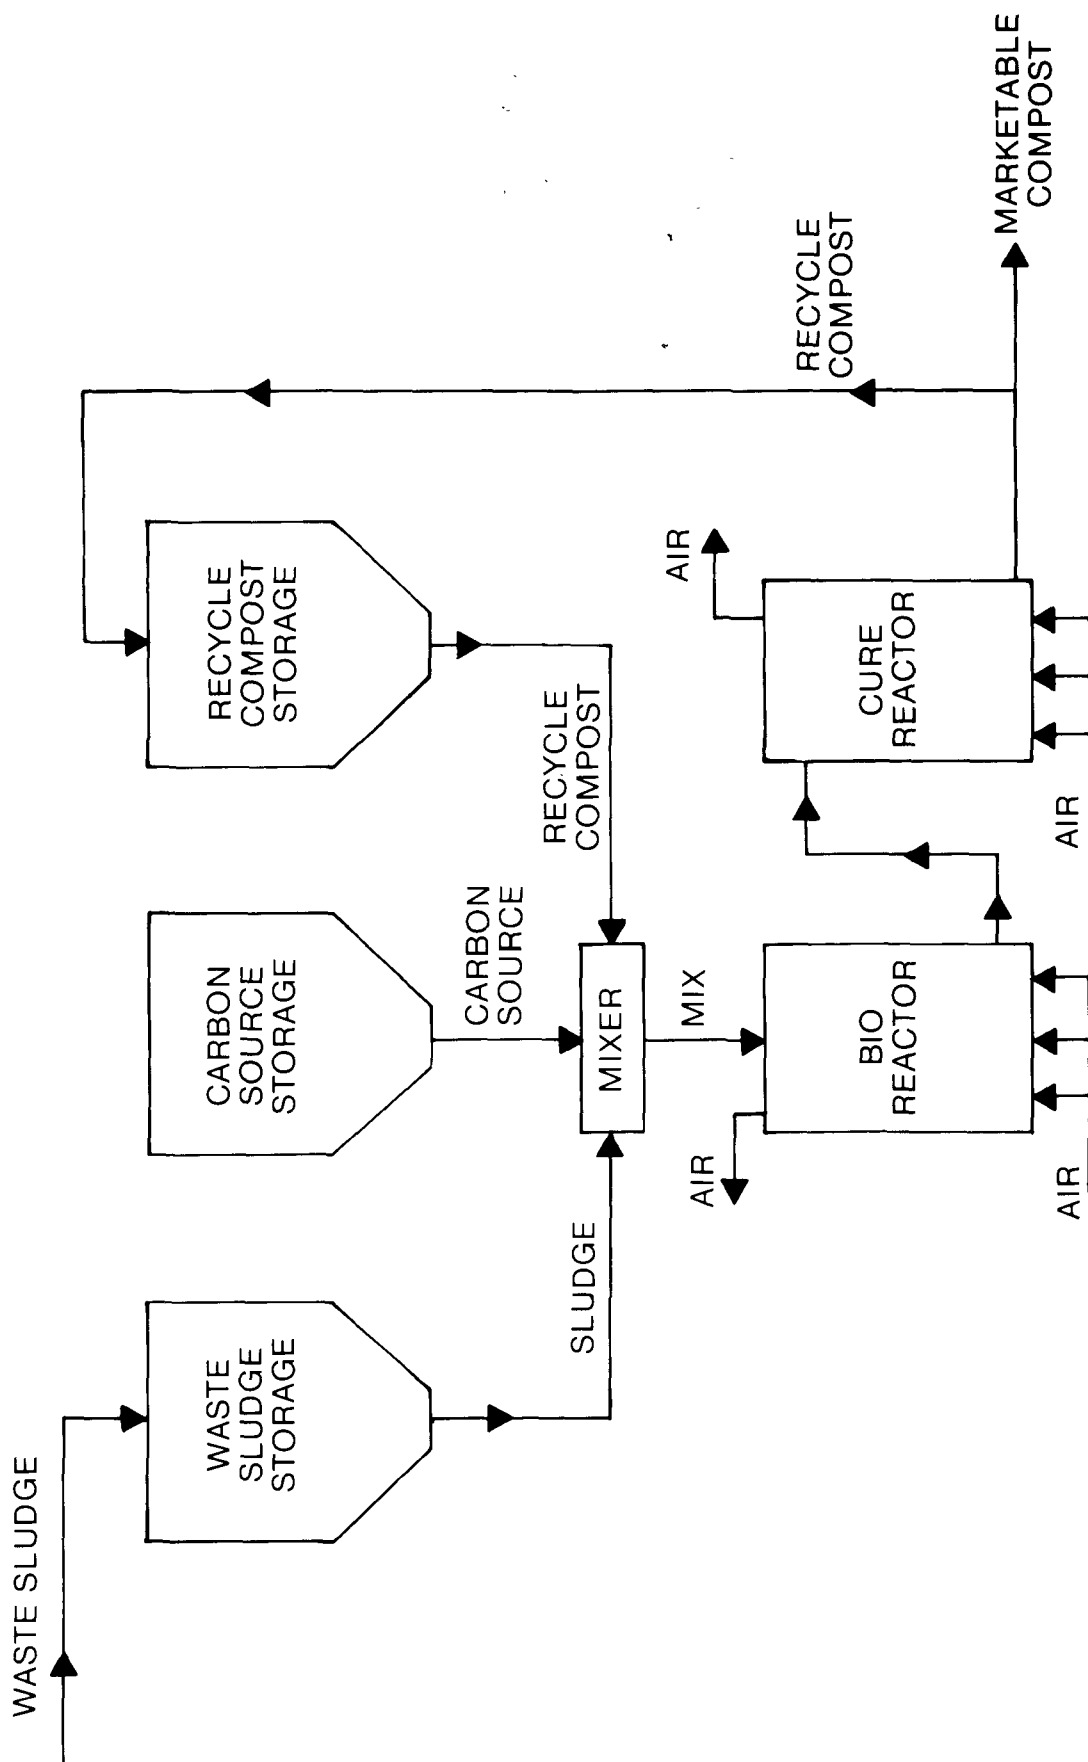 WASTE SLUDGE
WASTE
SLUDGE
STORAGE
CARBON
SOURCE
STORAGE
RECYCLE
COMPOST
STORAGE
CARBON
SOURCE
RECYCLE
COMPOST
SLUDGE
MIXER
MIX
AIR
AIR
RECYCLE
COMPOST
BIO
REACTOR
CURE
REACTOR
MARKETABLE
COMPOST
AIR
AIR